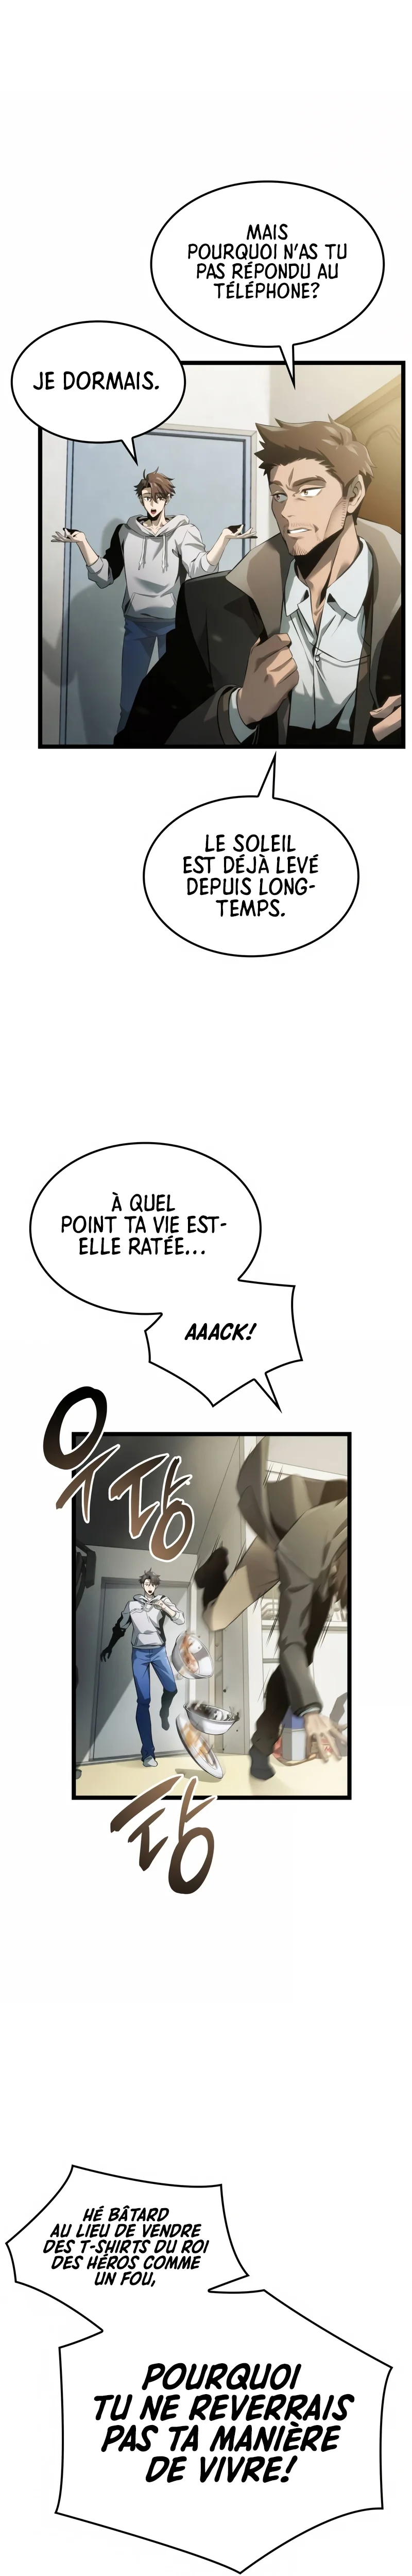 MAIS
POURQUOI N'AS TU
PAS RÉPONDU AU
TÉLÉPHONE?
JE DORMAIS.
LE SOLEIL
EST DÉJÀ LEVÉ
DEPUIS LONG-
TEMPS.
À QUEL
POINT TA VIE EST-
ELLE RATÉE...
AAACK!
우당
탕
HÉ BÂTARD
AU LIEU DE VENDRE
DES T-SHIRTS DU ROI
DES HÉROS COMME
UN FOU,
POURQUOI
TU NE REVERRAIS
PAS TA MANIÈRE
DE VIVRE!